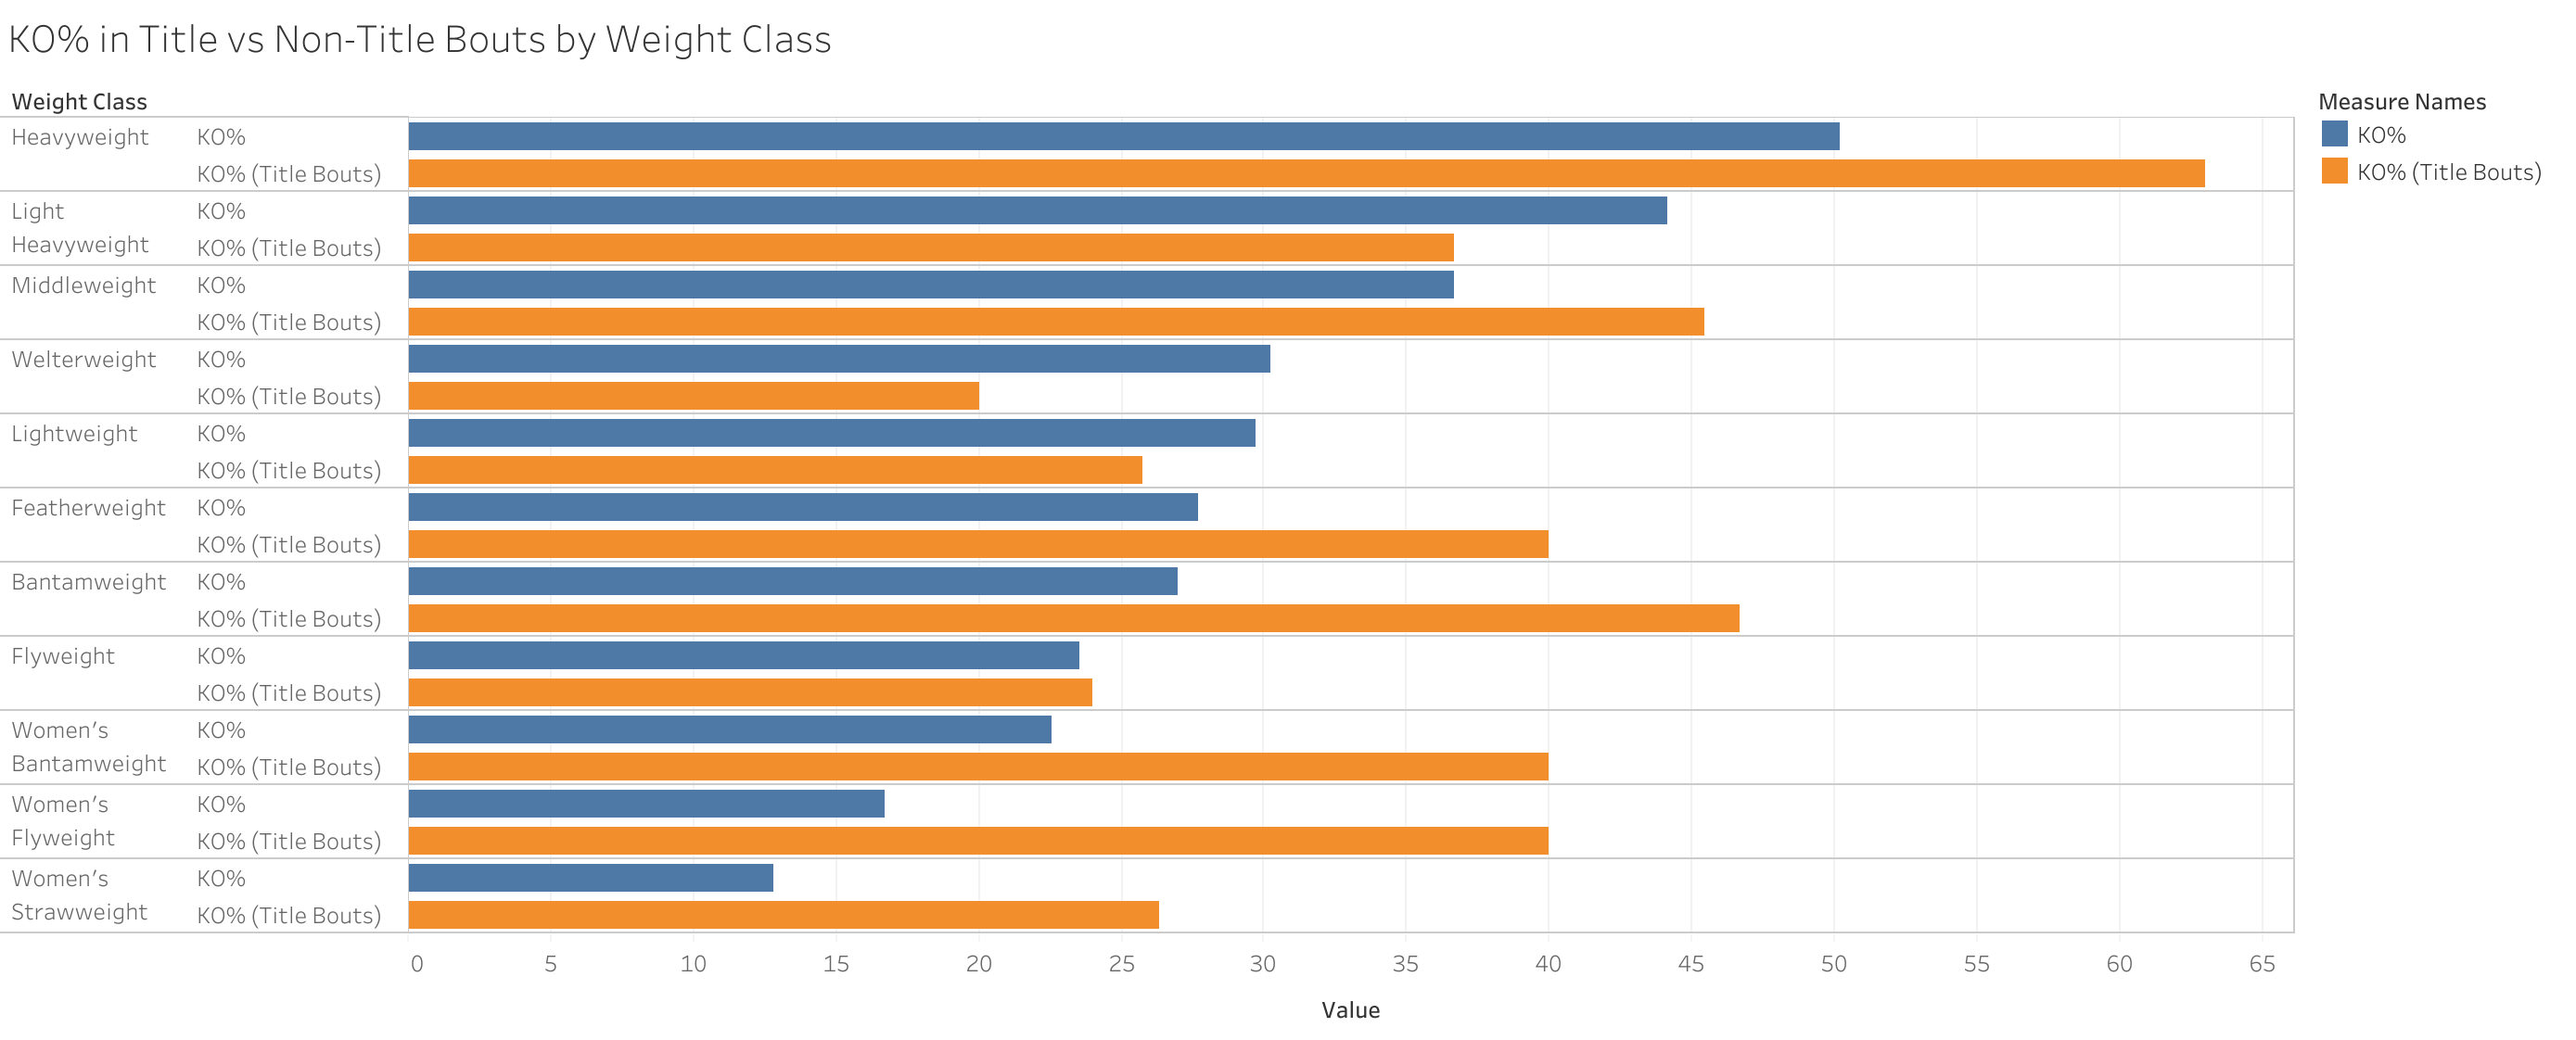 KO% in Title vs Non-Title Bouts by Weight Class
Weight Class
Measure Names
KO%
KO% (Title Bouts)
Heavyweight KO%
KO% (Title Bouts)
Light KO%
Heavyweight KO% (Title Bouts)
Middleweight KO%
KO% (Title Bouts)
Welterweight KO%
KO% (Title Bouts)
Lightweight KO%
KO% (Title Bouts)
Featherweight KO%
KO% (Title Bouts)
Bantamweight KO%
KO% (Title Bouts)
Flyweight KO%
KO% (Title Bouts)
Women’s KO%
Bantamweight KO% (Title Bouts)
Women’s KO%
Flyweight KO% (Title Bouts)
Women’s KO%
Strawweight KO% (Title Bouts)
0 5 10 15 20 25 30 35 40 45 50 55 60 65
Value